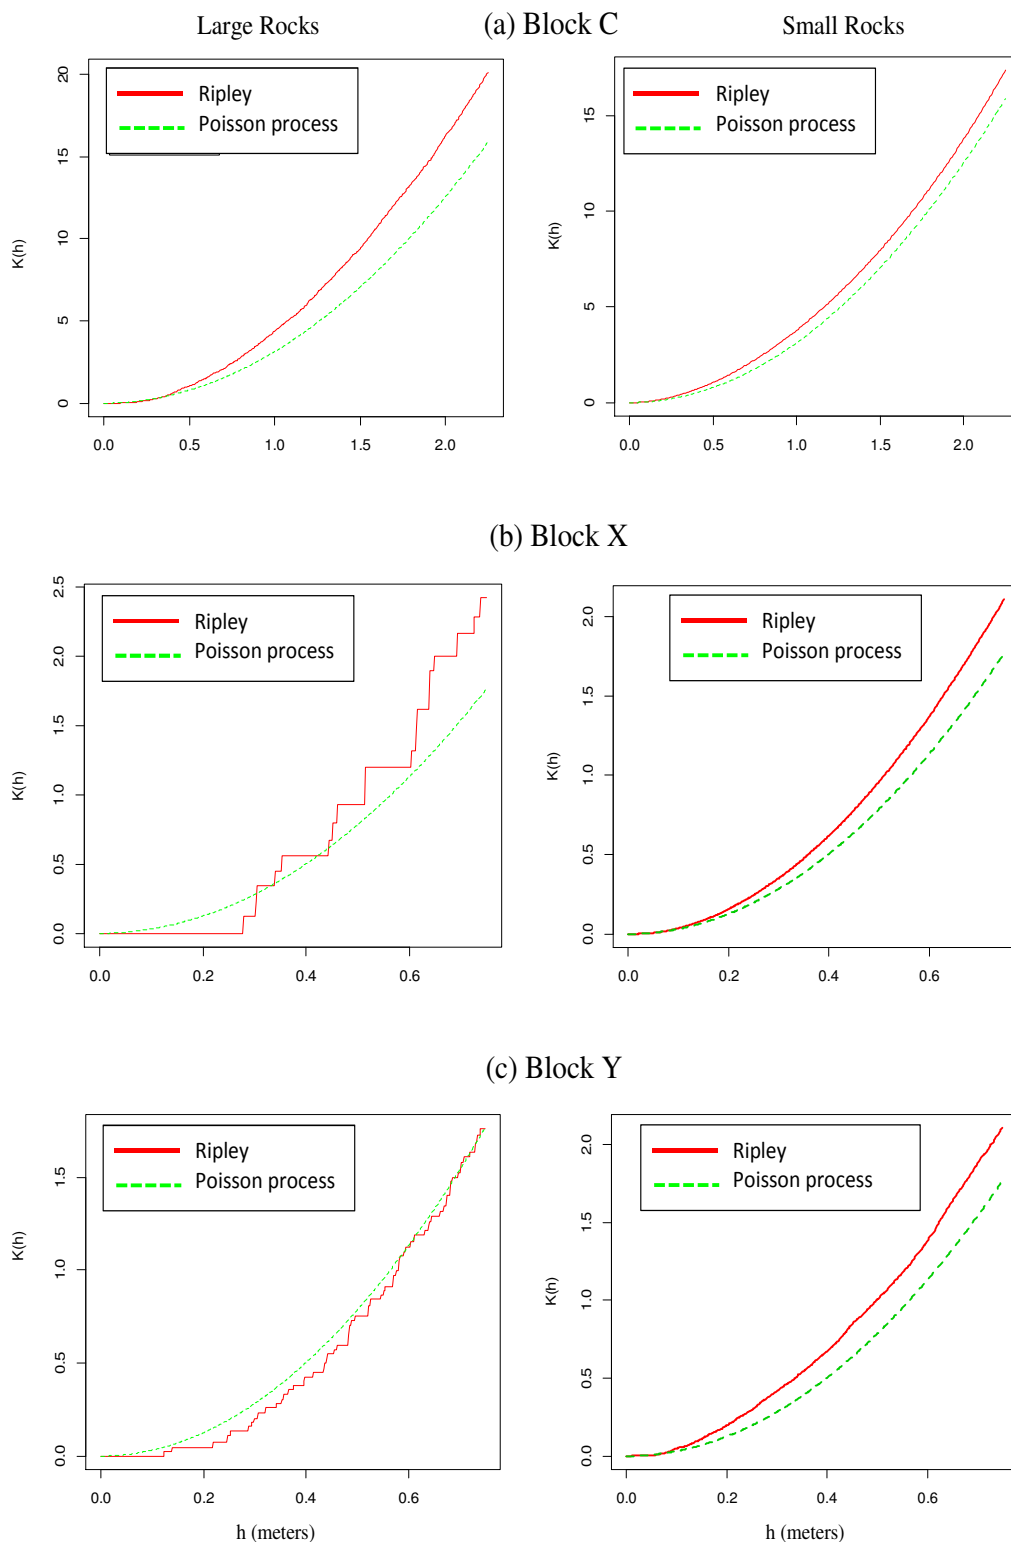 (a) Block C
Large Rocks
Small Rocks
Ripley
Poisson process
K(h)
20
15
10
5
0
0.0 0.5 1.0 1.5 2.0
Ripley
Poisson process
K(h)
15
10
5
0
0.0 0.5 1.0 1.5 2.0
(b) Block X
Ripley
Poisson process
K(h)
2.5
2.0
1.5
1.0
0.5
0.0
0.0 0.2 0.4 0.6
Ripley
Poisson process
K(h)
2.0
1.5
1.0
0.5
0.0
0.0 0.2 0.4 0.6
(c) Block Y
Ripley
Poisson process
K(h)
1.5
1.0
0.5
0.0
0.0 0.2 0.4 0.6
h (meters)
Ripley
Poisson process
K(h)
2.0
1.5
1.0
0.5
0.0
0.0 0.2 0.4 0.6
h (meters)